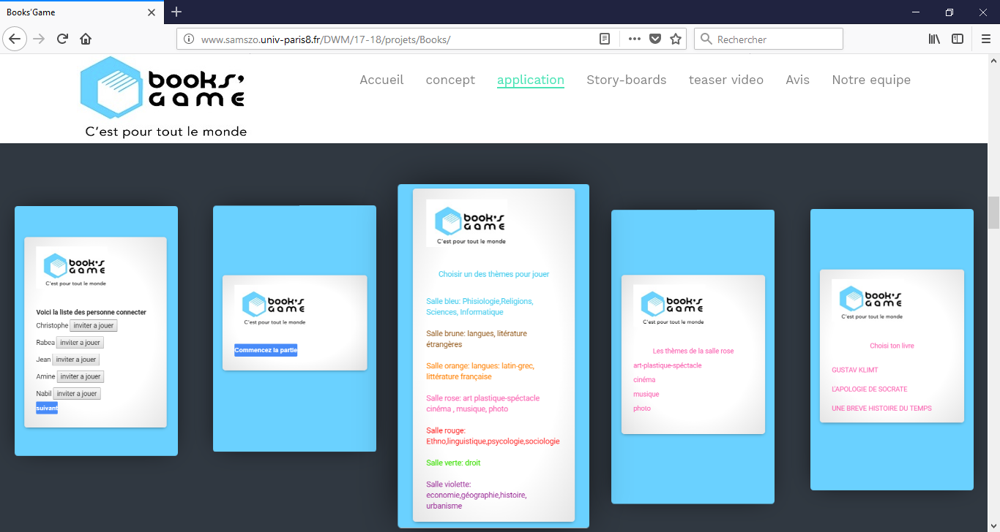 Books'Game
www.samszo.univ-paris8.fr/DWM/17-18/projets/Books/
Rechercher
books'
Game
C'est pour tout le monde
Accueil concept application Story-boards teaser video Avis Notre equipe
book's
Game
C'est pour tout le monde
Voici la liste des personne connecter
Christophe inviter a jouer
Rabea inviter a jouer
Jean inviter a jouer
Amine inviter a jouer
Nabil inviter a jouer
suivant
book's
Game
C'est pour tout le monde
Commencez la partie
book's
Game
C'est pour tout le monde
Choisir un des thèmes pour jouer
Salle bleu: Phisiologie,Religions,
Sciences, Informatique
Salle brune: langues, litérature
étrangères
Salle orange: langues: latin-grec,
littérature française
Salle rose: art plastique-spéctacle
cinéma , musique, photo
Salle rouge:
Ethno,linguistique,psycologie,sociologie
Salle verte: droit
Salle violette:
economie,géographie,histoire,
urbanisme
book's
Game
C'est pour tout le monde
Les thèmes de la salle rose
art-plastique-spéctacle
cinéma
musique
photo
book's
Game
C'est pour tout le monde
Choisi ton livre
GUSTAV KLIMT
L'APOLOGIE DE SOCRATE
UNE BREVE HISTOIRE DU TEMPS